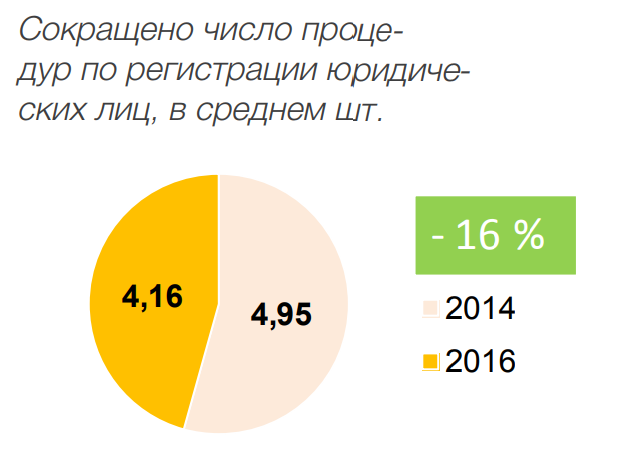 Сокращено число проце-
дур по регистрации юридиче-
ских лиц, в среднем шт.
- 16 %
4,16
4,95
2014
2016